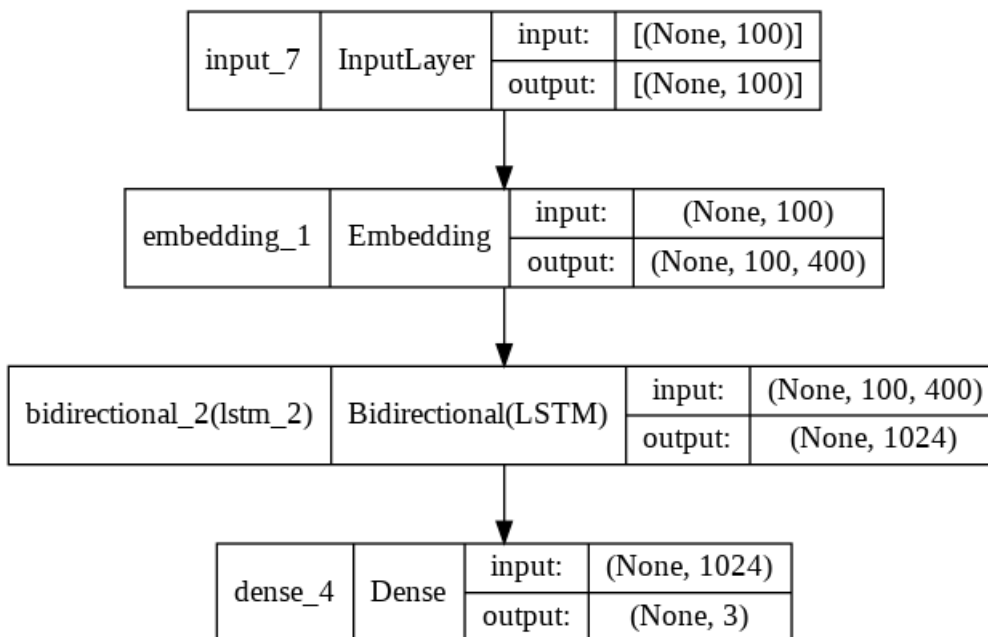 input_7 InputLayer input: [(None, 100)]
output: [(None, 100)]
embedding_1 Embedding input: (None, 100)
output: (None, 100, 400)
bidirectional_2(lstm_2) Bidirectional(LSTM) input: (None, 100, 400)
output: (None, 1024)
dense_4 Dense input: (None, 1024)
output: (None, 3)